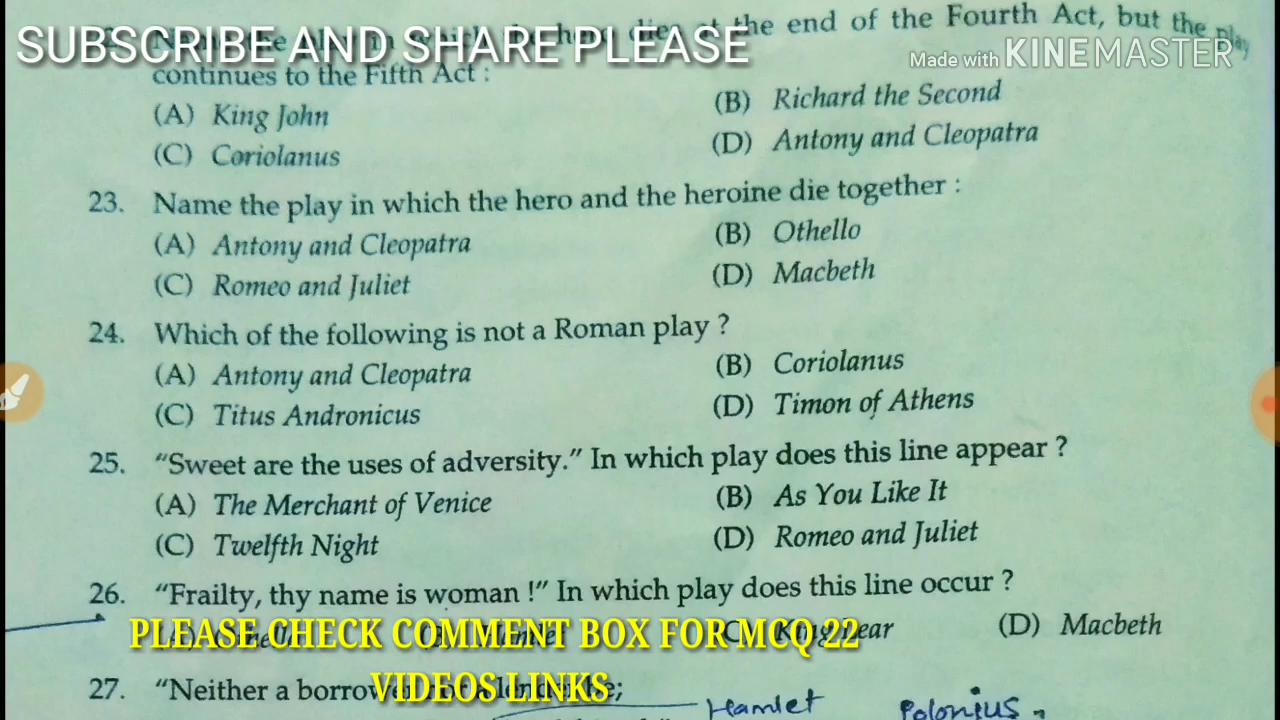 SUBSCRIBE AND SHARE PLEASE
the end of the Fourth Act, but the play
Made with KINEMASTER
continues to the Fifth Act :
(A) King John
(B) Richard the Second
(C) Coriolanus
(D) Antony and Cleopatra
23. Name the play in which the hero and the heroine die together :
(A) Antony and Cleopatra
(B) Othello
(C) Romeo and Juliet
(D) Macbeth
24. Which of the following is not a Roman play ?
(A) Antony and Cleopatra
(B) Coriolanus
(C) Titus Andronicus
(D) Timon of Athens
25. "Sweet are the uses of adversity." In which play does this line appear ?
(A) The Merchant of Venice
(B) As You Like It
(C) Twelfth Night
(D) Romeo and Juliet
26. "Frailty, thy name is woman !" In which play does this line occur ?
PLEASE CHECK COMMENT BOX FOR MCQ 22
(D) Macbeth
VIDEOS LINKS
27. "Neither a
Hamlet Polonius